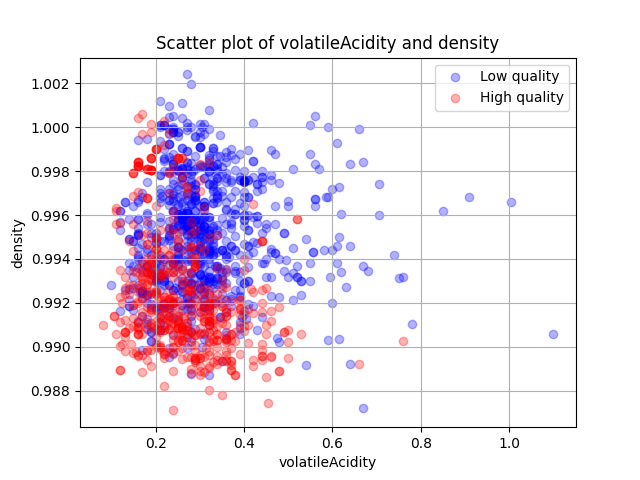 Scatter plot of volatileAcidity and density
Low quality
High quality
1.002
1.000
0.998
0.996
0.994
0.992
0.990
0.988
density
0.2 0.4 0.6 0.8 1.0
volatileAcidity